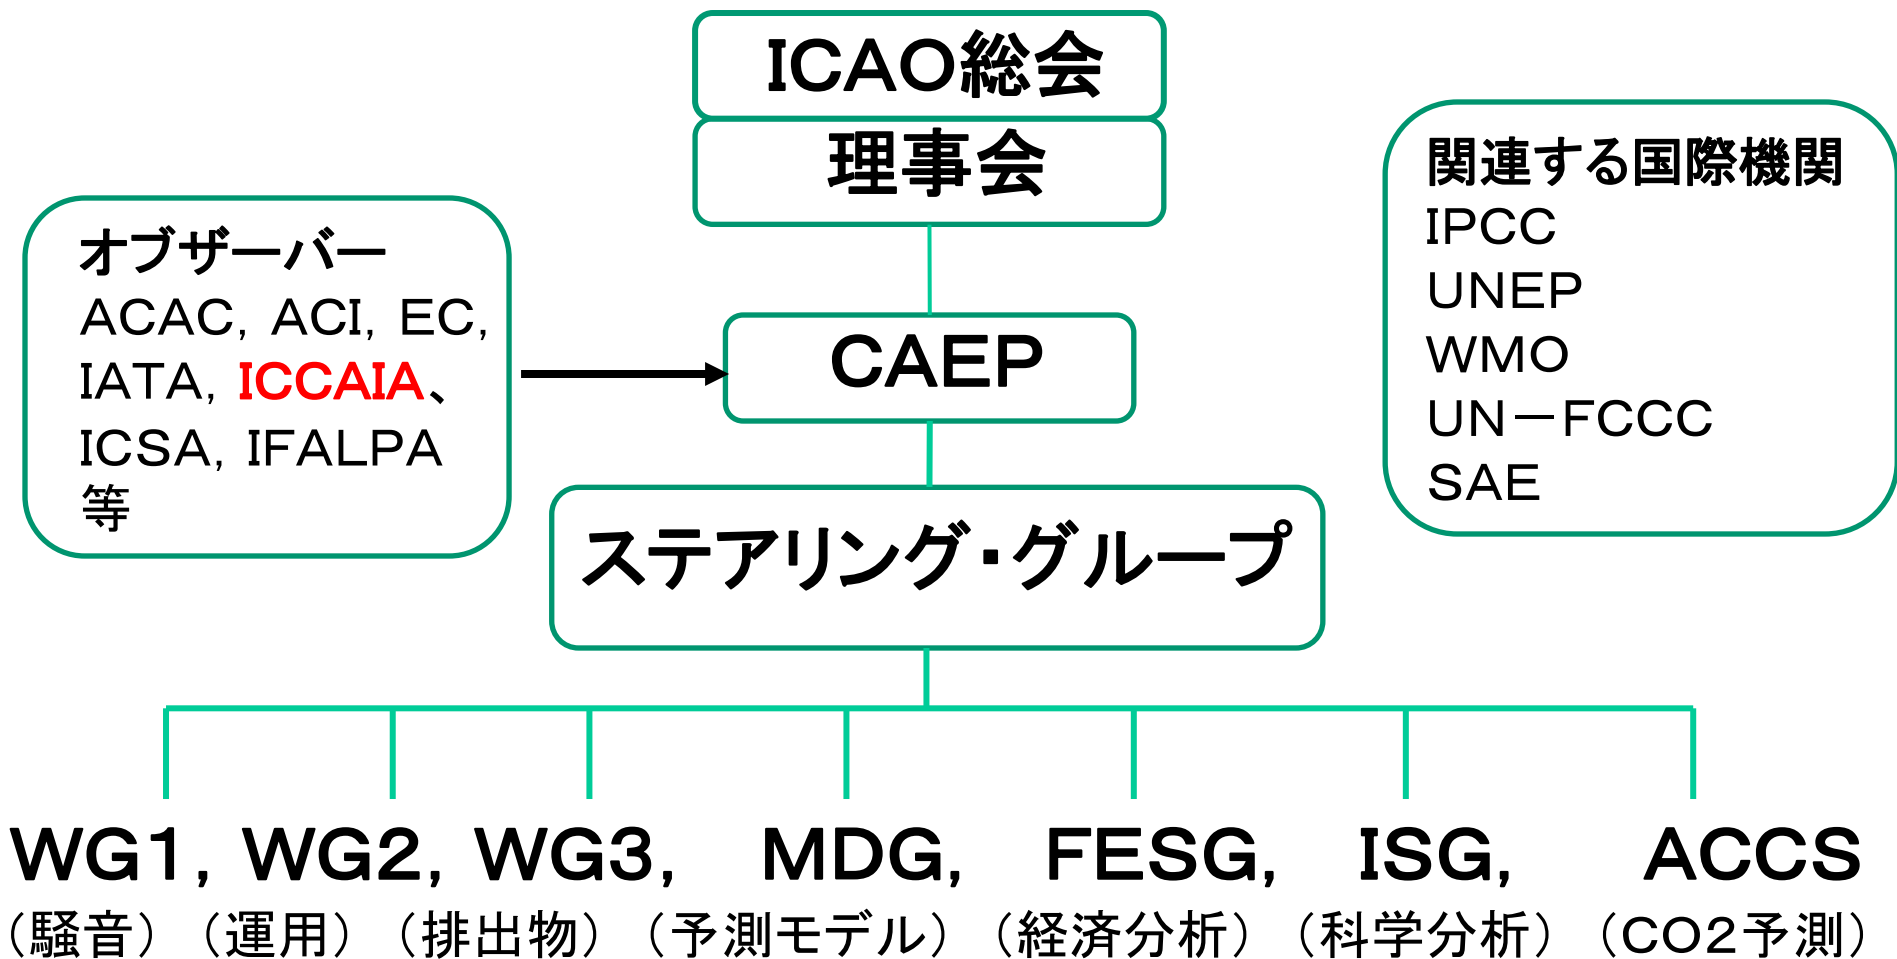 ICAO総会
理事会
オブザーバー
ACAC, ACI, EC,
IATA, ICCAIA、
ICSA, IFALPA
等
CAEP
関連する国際機関
IPCC
UNEP
WMO
UN－FCCC
SAE
ステアリング・グループ
WG1, WG2, WG3, MDG, FESG, ISG, ACCS
（騒音）（運用）（排出物）（予測モデル）（経済分析）（科学分析）（CO2予測）